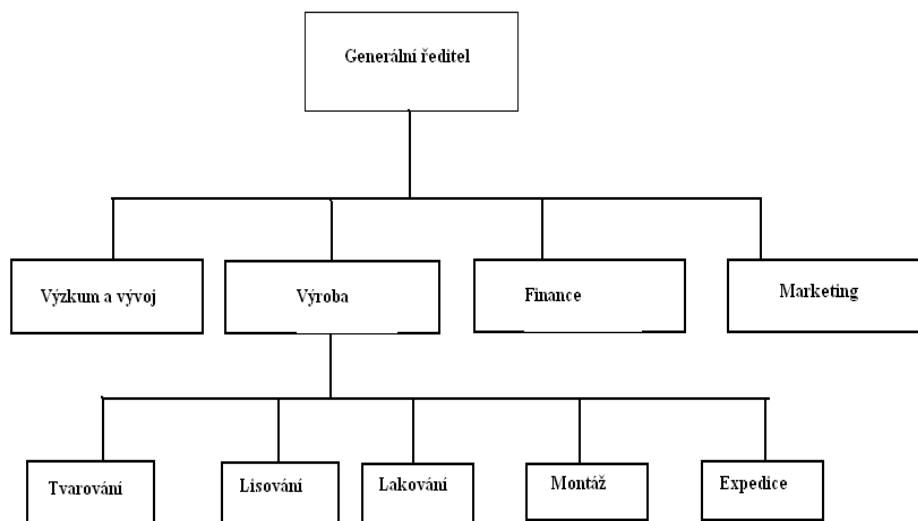 Generální ředitel
Výzkum a vývoj
Výroba
Finance
Marketing
Tvarování
Lisování
Lakování
Montáž
Expedice